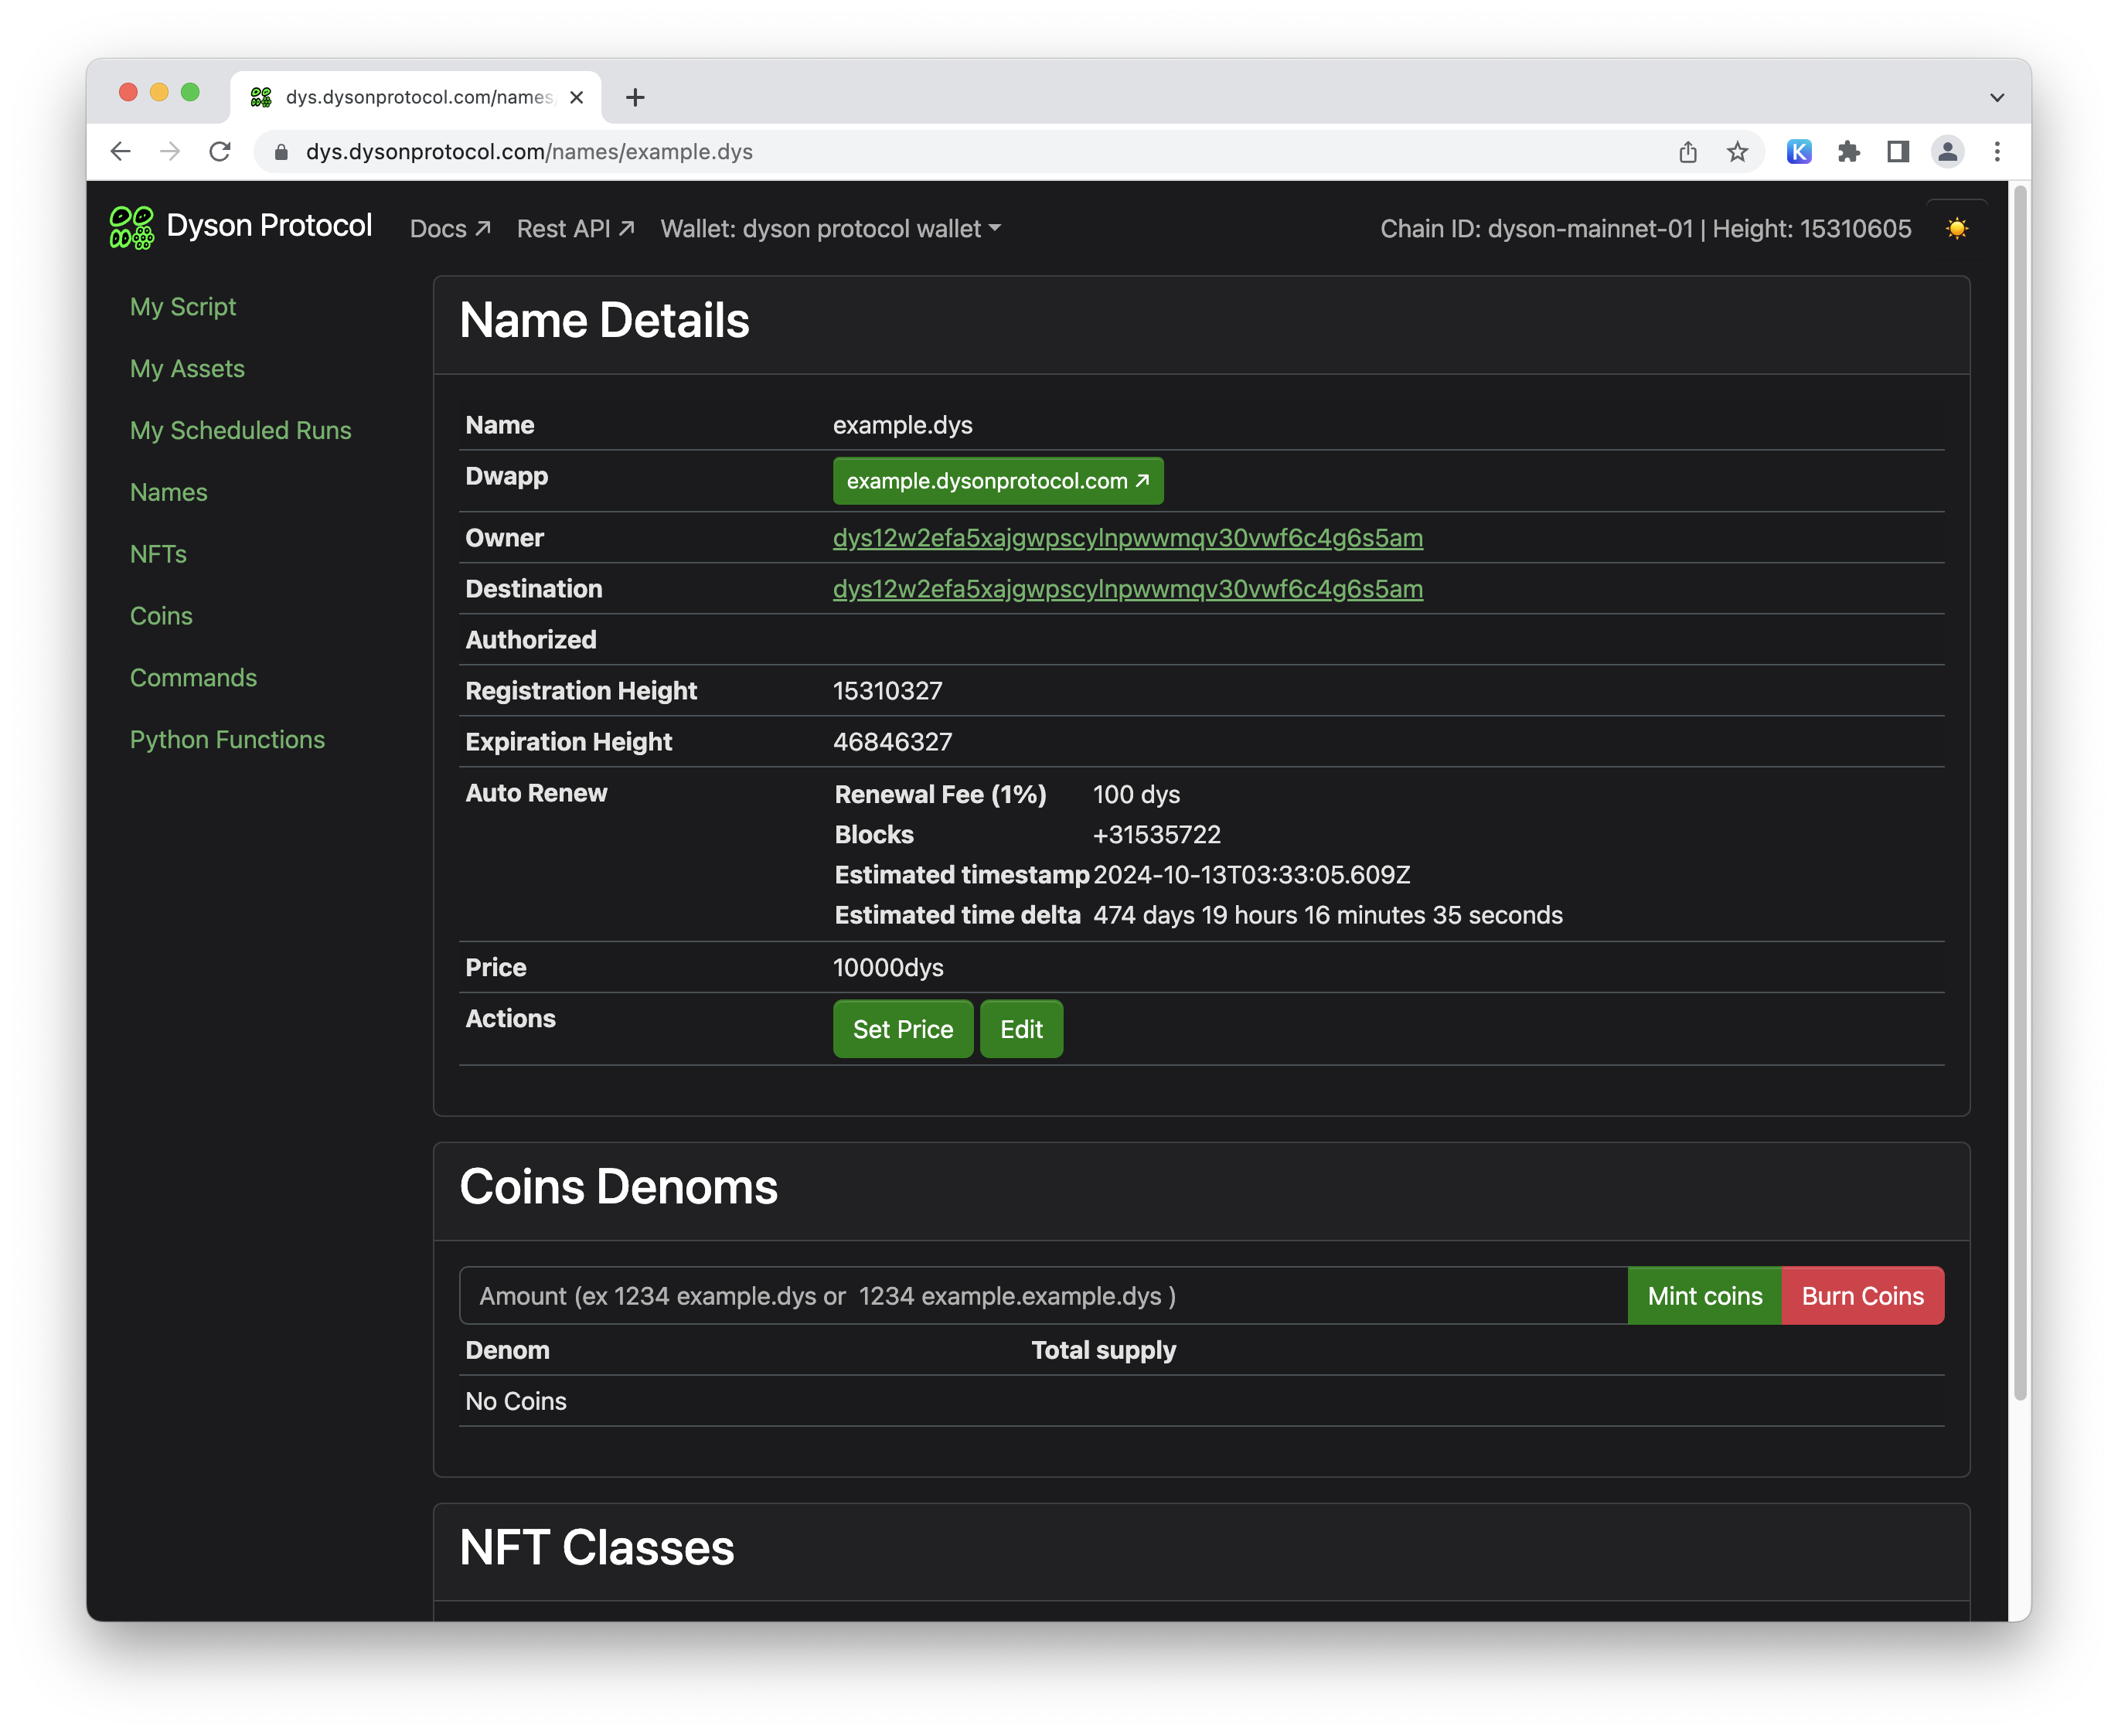 dys.dysonprotocol.com/names
dys.dysonprotocol.com/names/example.dys
K
Dyson Protocol
Docs ↗
Rest API ↗
Wallet: dyson protocol wallet
Chain ID: dyson-mainnet-01 | Height: 15310605
My Script
My Assets
My Scheduled Runs
Names
NFTs
Coins
Commands
Python Functions
Name Details
Name example.dys
Dwapp example.dysonprotocol.com ↗
Owner dys12w2efa5xajgwpscylnpwwmqv30vwf6c4g6s5am
Destination dys12w2efa5xajgwpscylnpwwmqv30vwf6c4g6s5am
Authorized
Registration Height 15310327
Expiration Height 46846327
Auto Renew Renewal Fee (1%) 100 dys
Blocks +31535722
Estimated timestamp 2024-10-13T03:33:05.609Z
Estimated time delta 474 days 19 hours 16 minutes 35 seconds
Price 10000dys
Actions Set Price Edit
Coins Denoms
Amount (ex 1234 example.dys or 1234 example.example.dys ) Mint coins Burn Coins
Denom Total supply
No Coins
NFT Classes